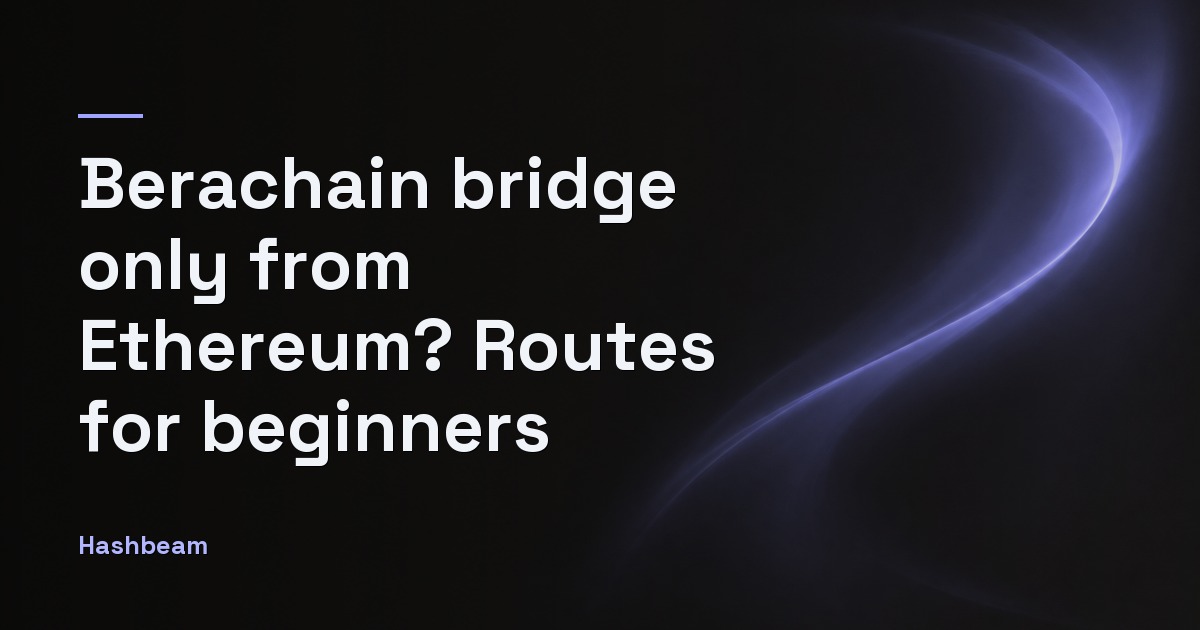 Berachain bridge
only from
Ethereum? Routes
for beginners
Hashbeam